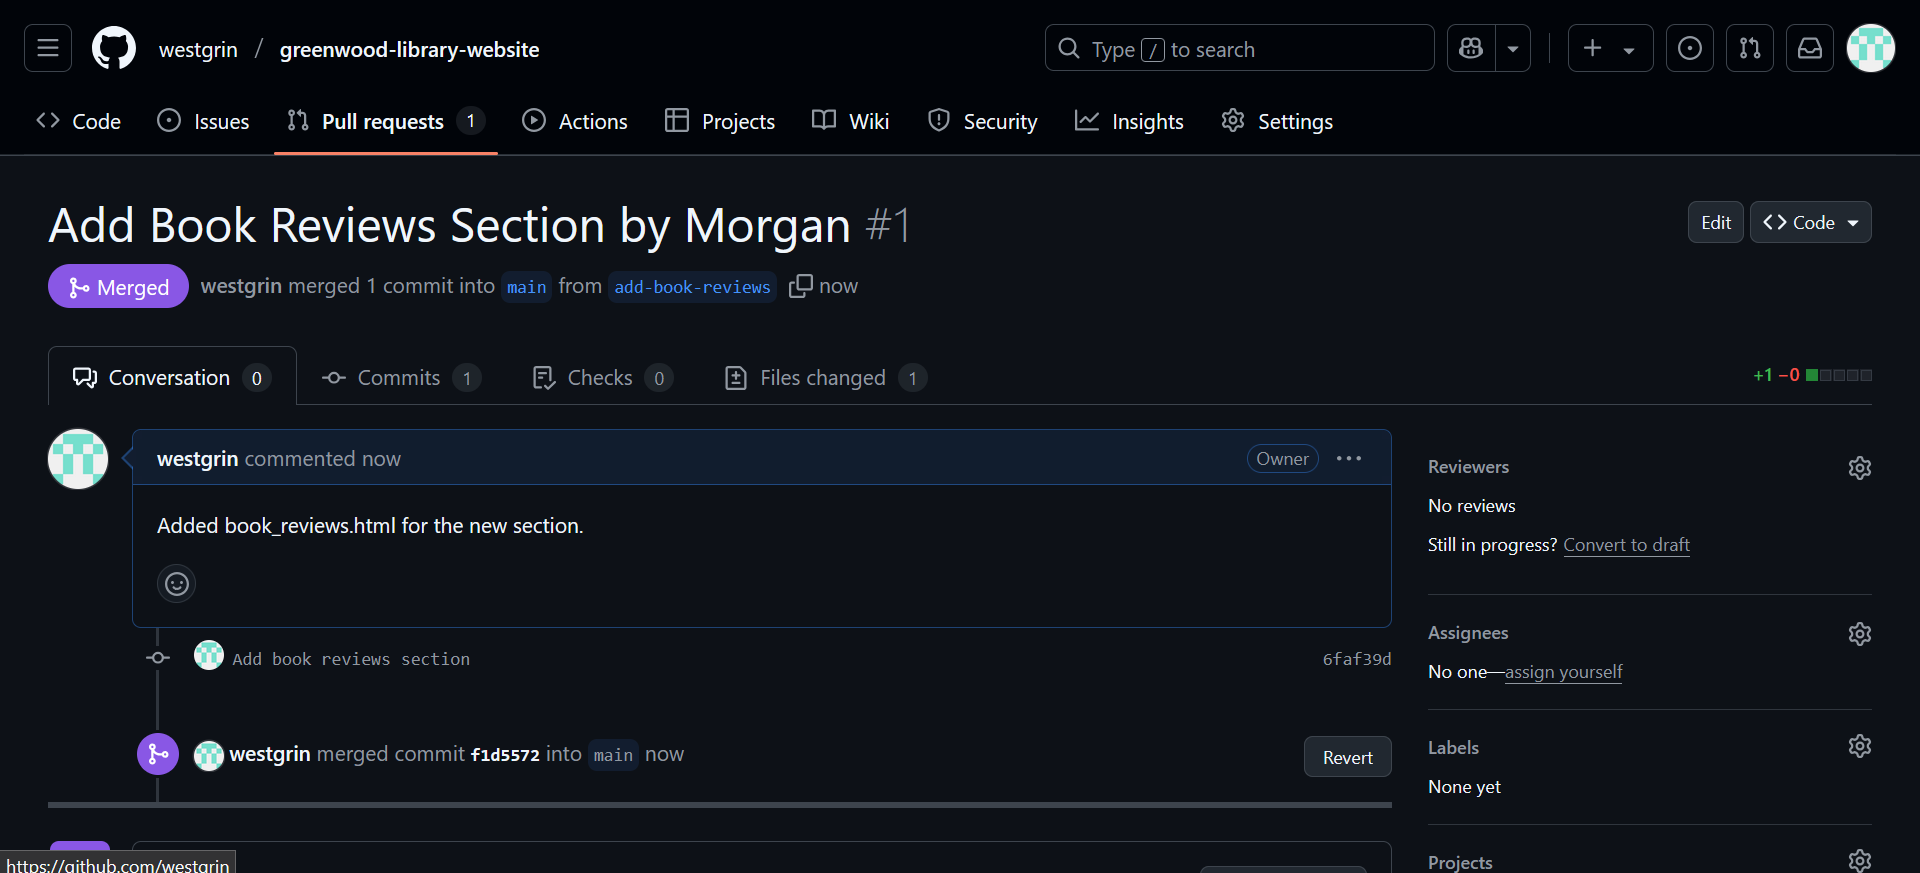 westgrin / greenwood-library-website
Type / to search
Code
Issues
Pull requests 1
Actions
Projects
Wiki
Security
Insights
Settings
Add Book Reviews Section by Morgan #1
Edit
Code
Merged
westgrin merged 1 commit into main from add-book-reviews now
Conversation 0
Commits 1
Checks 0
Files changed 1
+1 −0
westgrin commented now
Owner
Added book_reviews.html for the new section.
Add book reviews section
6faf39d
westgrin merged commit f1d5572 into main now
Revert
Reviewers
No reviews
Still in progress? Convert to draft
Assignees
No one—assign yourself
Labels
None yet
Projects
https://github.com/westgrin